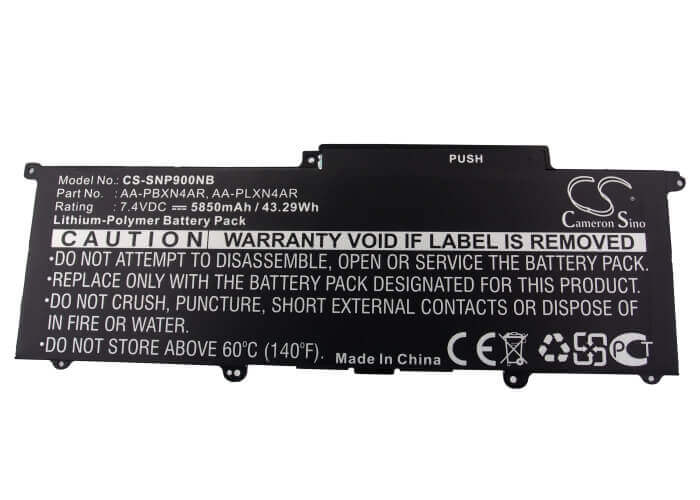 PUSH
Model No.: CS-SNP900NB
Part No. : AA-PBXN4AR, AA-PLXN4AR
Rating : 7.4VDC ⎓ 5850mAh / 43.29Wh
Lithium-Polymer Battery Pack
CS
Cameron Sino
CAUTION WARRANTY VOID IF LABEL IS REMOVED
•DO NOT ATTEMPT TO DISASSEMBLE, OPEN OR SERVICE THE BATTERY PACK.
•REPLACE ONLY WITH THE BATTERY PACK DESIGNATED FOR THIS PRODUCT.
•DO NOT CRUSH, PUNCTURE, SHORT EXTERNAL CONTACTS OR DISPOSE OF
IN FIRE OR WATER.
•DO NOT STORE ABOVE 60°C (140°F).
Made In China
CE
PCT